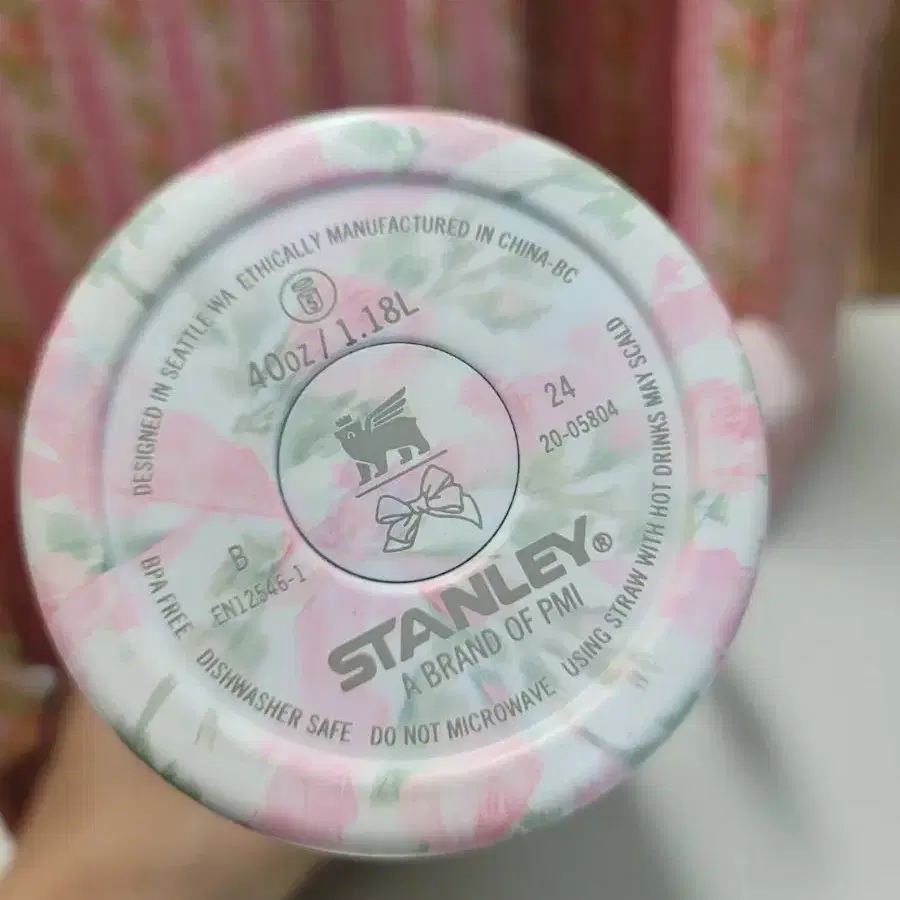 DESIGNED IN SEATTLE WA ETHICALLY MANUFACTURED IN CHINA-BC
5
40oz / 1.18L
24
20-05804
B
EN12546-1
STANLEY®
A BRAND OF PMI
BPA FREE DISHWASHER SAFE DO NOT MICROWAVE USING STRAW WITH HOT DRINKS MAY SCALD